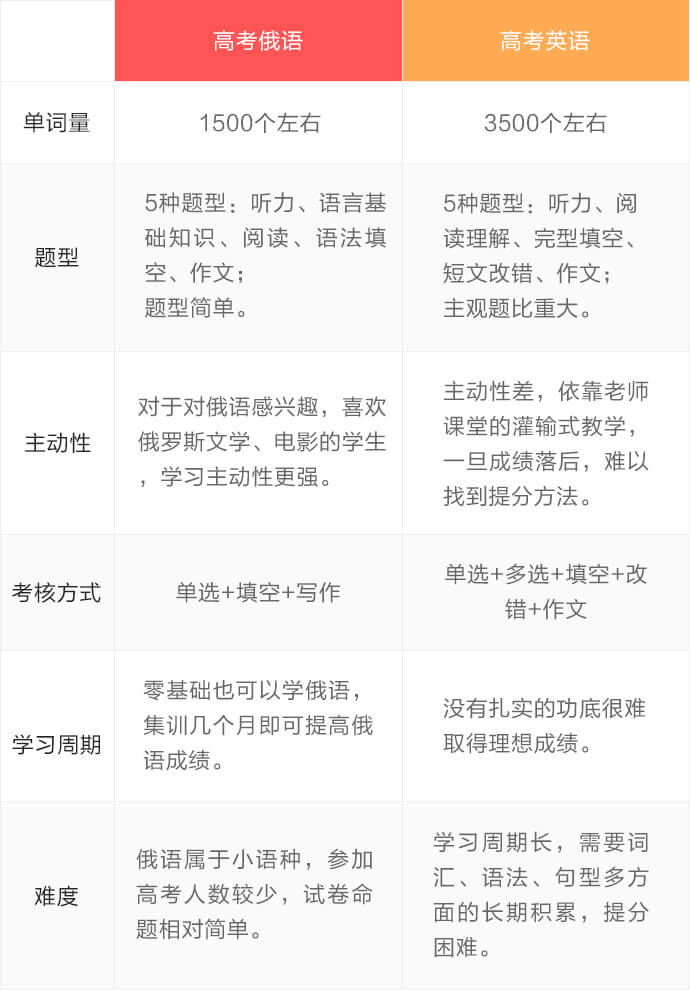 高考俄语
高考英语
单词量
1500个左右
3500个左右
题型
5种题型：听力、语言基
础知识、阅读、语法填
空、作文；
题型简单。
5种题型：听力、阅
读理解、完型填空、
短文改错、作文；
主观题比重大。
主动性
对于对俄语感兴趣，喜欢
俄罗斯文学、电影的学生
，学习主动性更强。
主动性差，依靠老师
课堂的灌输式教学，
一旦成绩落后，难以
找到提分方法。
考核方式
单选+填空+写作
单选+多选+填空+改
错+作文
学习周期
零基础也可以学俄语，
集训几个月即可提高俄
语成绩。
没有扎实的功底很难
取得理想成绩。
难度
俄语属于小语种，参加
高考人数较少，试卷命
题相对简单。
学习周期长，需要词
汇、语法、句型多方
面的长期积累，提分
困难。